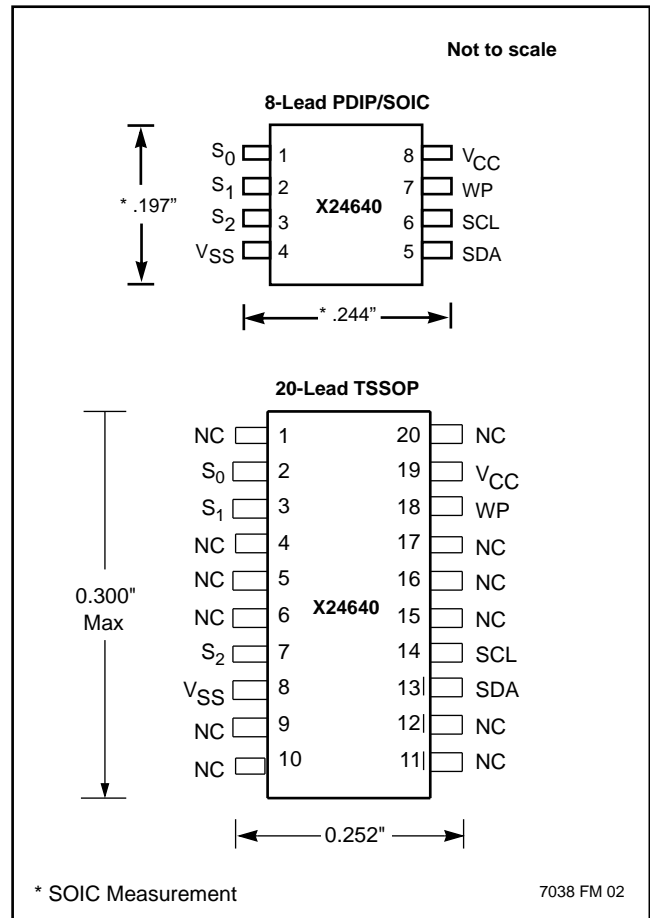 Not to scale
8-Lead PDIP/SOIC
S0 1 8 VCC
S1 2 7 WP
* .197” X24640
S2 3 6 SCL
VSS 4 5 SDA
* .244”
20-Lead TSSOP
NC 1 20 NC
S0 2 19 VCC
S1 3 18 WP
NC 4 17 NC
NC 5 16 NC
0.300"
Max
NC 6 X24640 15 NC
S2 7 14 SCL
VSS 8 13 SDA
NC 9 12 NC
NC 10 11 NC
0.252"
* SOIC Measurement 7038 FM 02